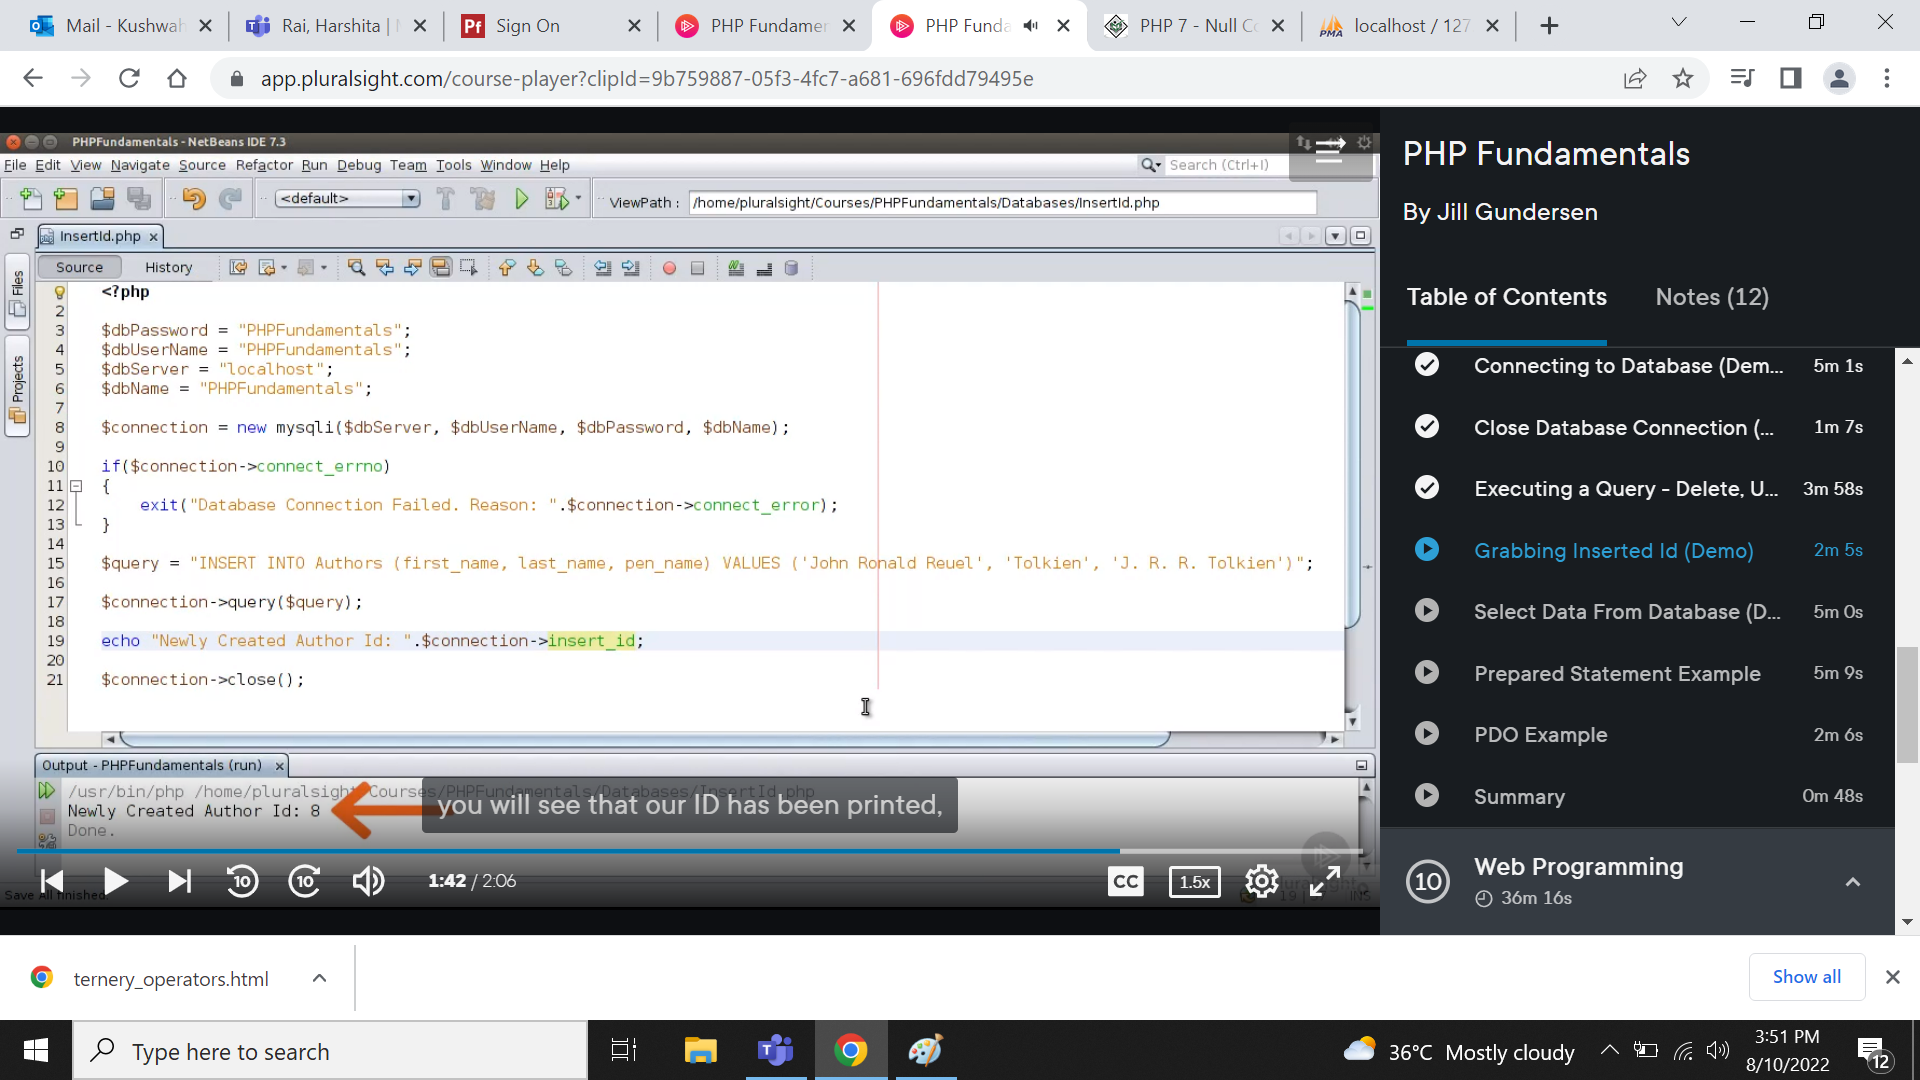 Mail - Kushwah
Rai, Harshita |
Sign On
PHP Fundamer
PHP Funda
PHP 7 - Null Co
localhost / 127
app.pluralsight.com/course-player?clipId=9b759887-05f3-4fc7-a681-696fdd79495e
PHPFundamentals - NetBeans IDE 7.3
File Edit View Navigate Source Refactor Run Debug Team Tools Window Help
Search (Ctrl+I)
<default>
ViewPath :
/home/pluralsight/Courses/PHPFundamentals/Databases/InsertId.php
InsertId.php
Files
Projects
Source
History
<?php
2
3 $dbPassword = "PHPFundamentals";
4 $dbUserName = "PHPFundamentals";
5 $dbServer = "localhost";
6 $dbName = "PHPFundamentals";
7
8 $connection = new mysqli($dbServer, $dbUserName, $dbPassword, $dbName);
9
10 if($connection->connect_errno)
11 {
12 exit("Database Connection Failed. Reason: ".$connection->connect_error);
13 }
14
15 $query = "INSERT INTO Authors (first_name, last_name, pen_name) VALUES ('John Ronald Reuel', 'Tolkien', 'J. R. R. Tolkien')";
16
17 $connection->query($query);
18
19 echo "Newly Created Author Id: ".$connection->insert_id;
20
21 $connection->close();
Output - PHPFundamentals (run)
/usr/bin/php /home/pluralsight/Courses/PHPFundamentals/Databases/InsertId.php
Newly Created Author Id: 8
Done.
you will see that our ID has been printed,
10
10
1:42 / 2:06
CC
1.5x
Save All finished.
INS
PHP Fundamentals
By Jill Gundersen
Table of Contents
Notes (12)
Connecting to Database (Dem... 5m 1s
Close Database Connection (... 1m 7s
Executing a Query - Delete, U... 3m 58s
Grabbing Inserted Id (Demo) 2m 5s
Select Data From Database (D... 5m 0s
Prepared Statement Example 5m 9s
PDO Example 2m 6s
Summary 0m 48s
10 Web Programming
36m 16s
ternery_operators.html
Show all
Type here to search
36°C Mostly cloudy
3:51 PM
8/10/2022
12